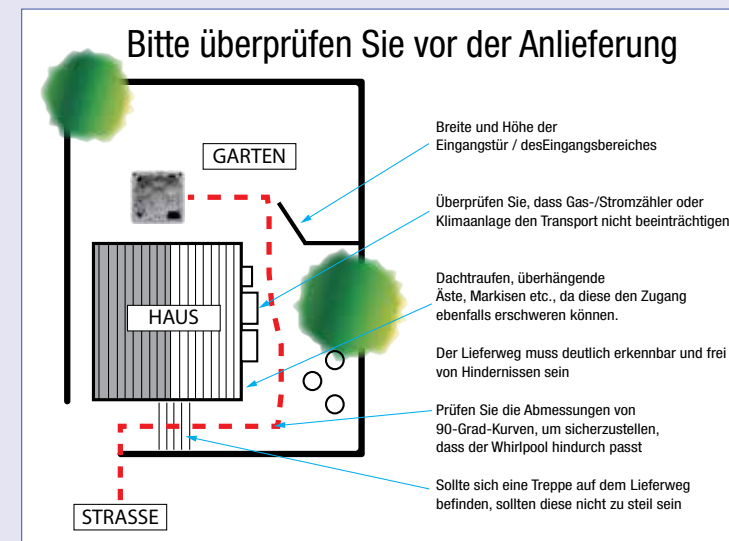 Bitte überprüfen Sie vor der Anlieferung
GARTEN
HAUS
STRASSE
Breite und Höhe der
Eingangstür / desEingangsbereiches
Überprüfen Sie, dass Gas-/Stromzähler oder
Klimaanlage den Transport nicht beeinträchtigen
Dachtraufen, überhängende
Äste, Markisen etc., da diese den Zugang
ebenfalls erschweren können.
Der Lieferweg muss deutlich erkennbar und frei
von Hindernissen sein
Prüfen Sie die Abmessungen von
90-Grad-Kurven, um sicherzustellen,
dass der Whirlpool hindurch passt
Sollte sich eine Treppe auf dem Lieferweg
befinden, sollten diese nicht zu steil sein